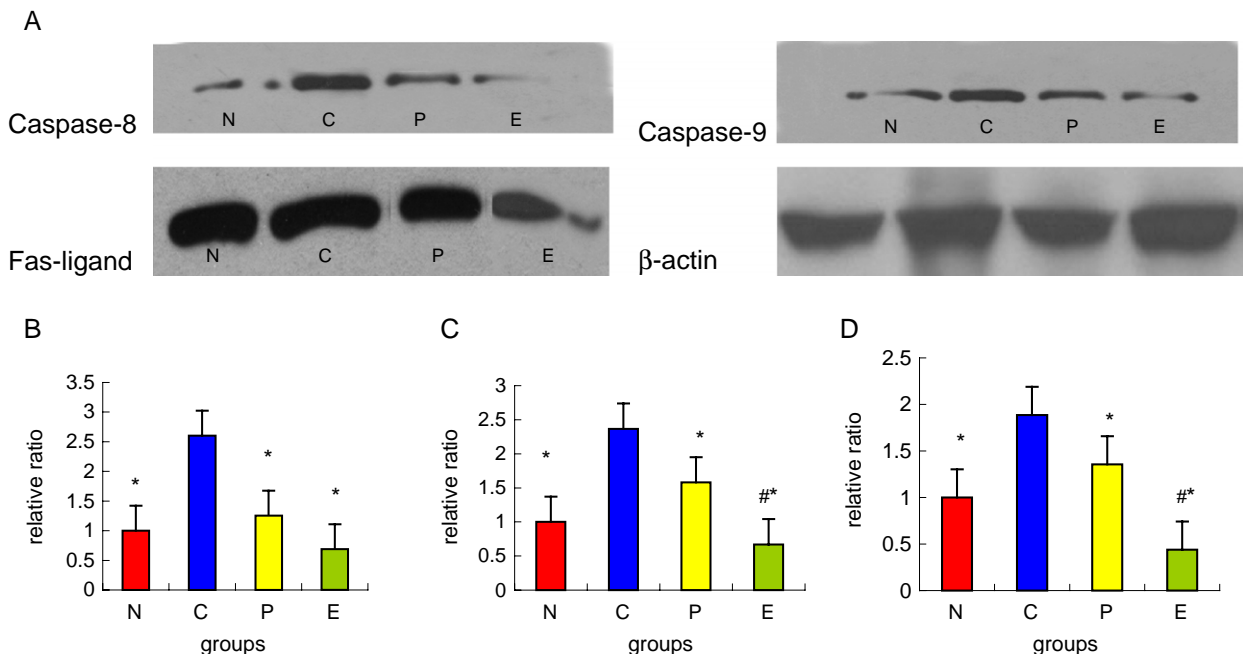 A
Caspase-8
N C P E
Caspase-9
N C P E
Fas-ligand
N C P E
β-actin
B
relative ratio
3.5
3
2.5
2
1.5
1
0.5
0
* * *
N C P E
groups
C
relative ratio
3
2.5
2
1.5
1
0.5
0
* * #*
N C P E
groups
D
relative ratio
2.5
2
1.5
1
0.5
0
* * #*
N C P E
groups